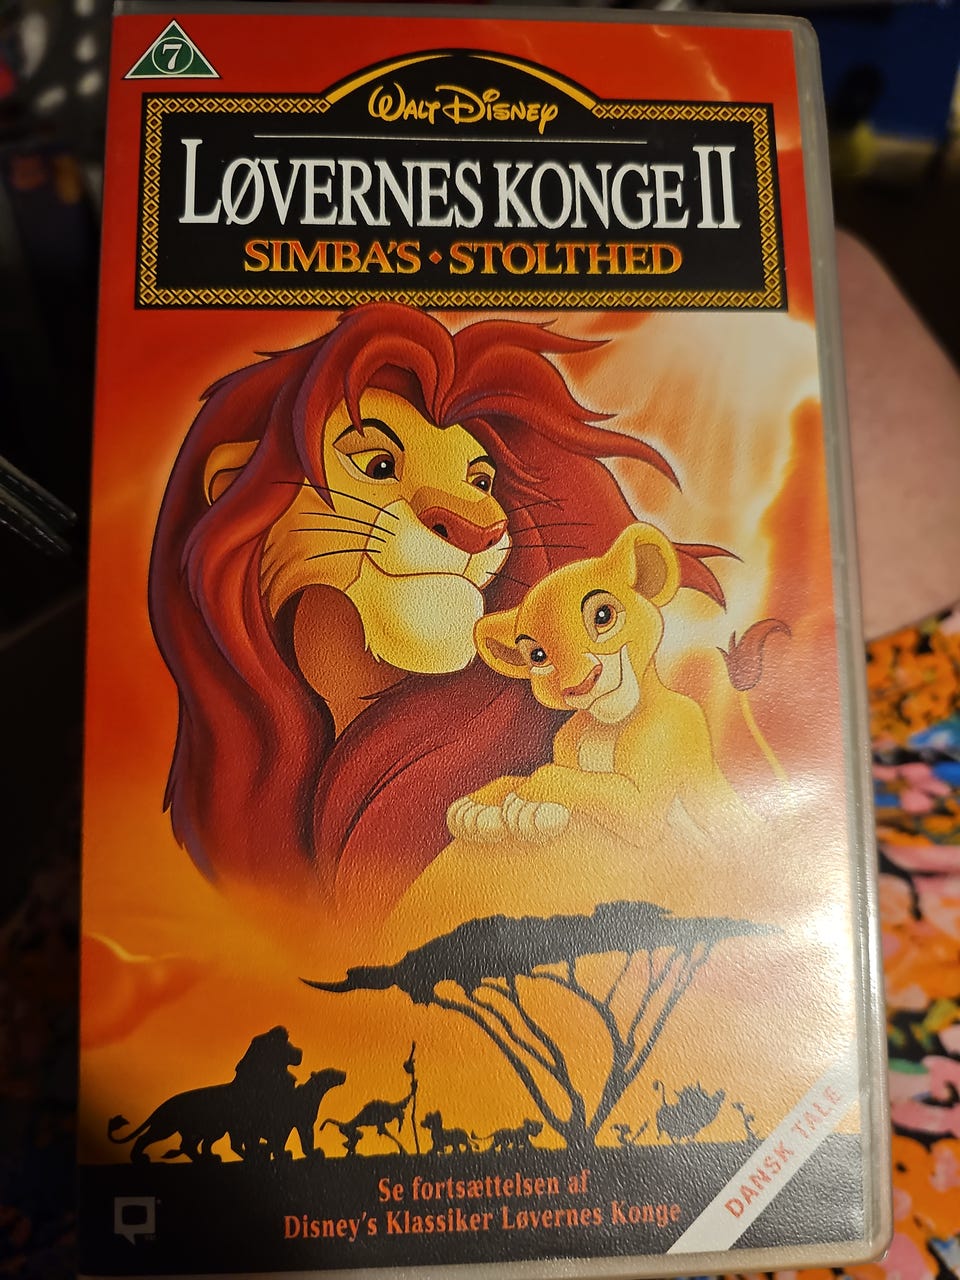 7
WALT DISNEY
LØVERNES KONGE II
SIMBA'S • STOLTHED
Se fortsættelsen af
Disney's Klassiker Løvernes Konge
DANSK TALE